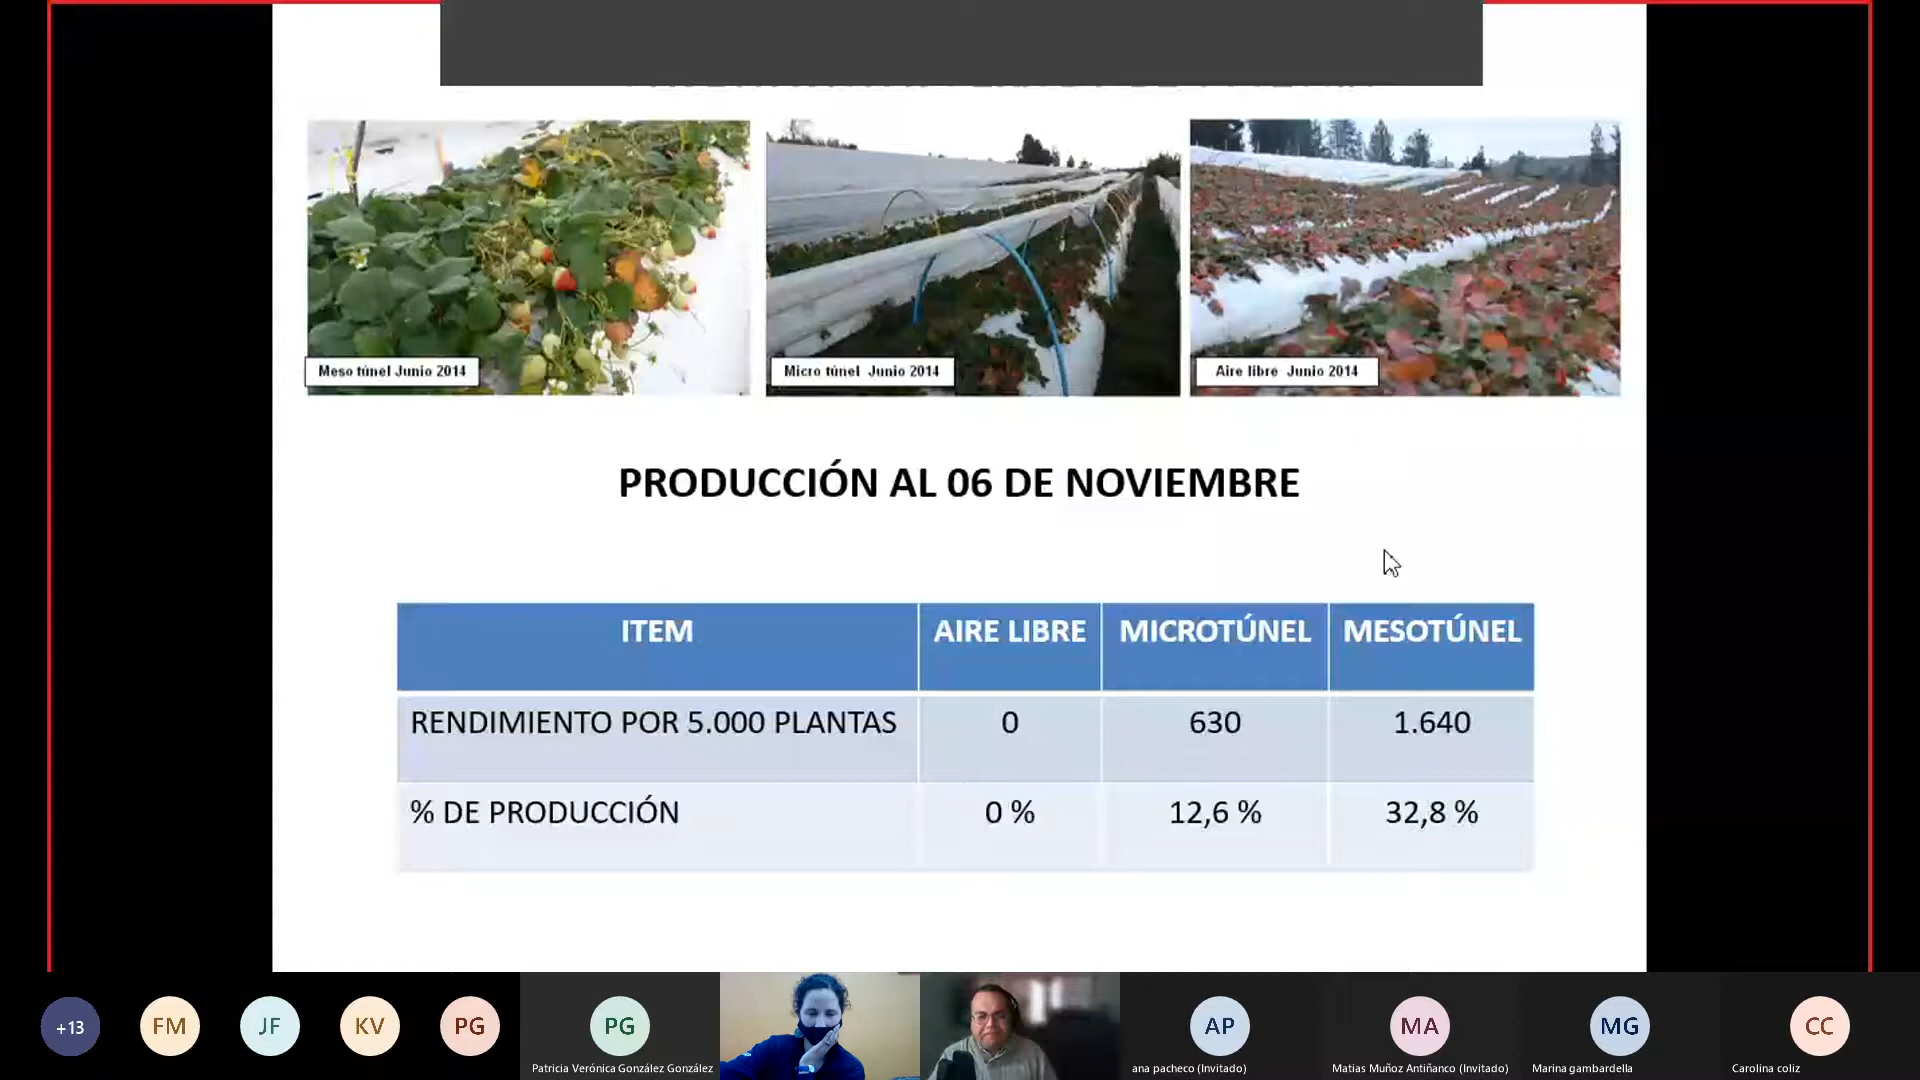 Meso túnel Junio 2014
Micro túnel Junio 2014
Aire libre Junio 2014
PRODUCCIÓN AL 06 DE NOVIEMBRE
ITEM AIRE LIBRE MICROTÚNEL MESOTÚNEL
RENDIMIENTO POR 5.000 PLANTAS 0 630 1.640
% DE PRODUCCIÓN 0 % 12,6 % 32,8 %
+13 FM JF KV PG PG AP MA MG CC
Patricia Verónica González González ana pacheco (Invitado) Matias Muñoz Antiñanco (Invitado) Marina gambardella Carolina coliz